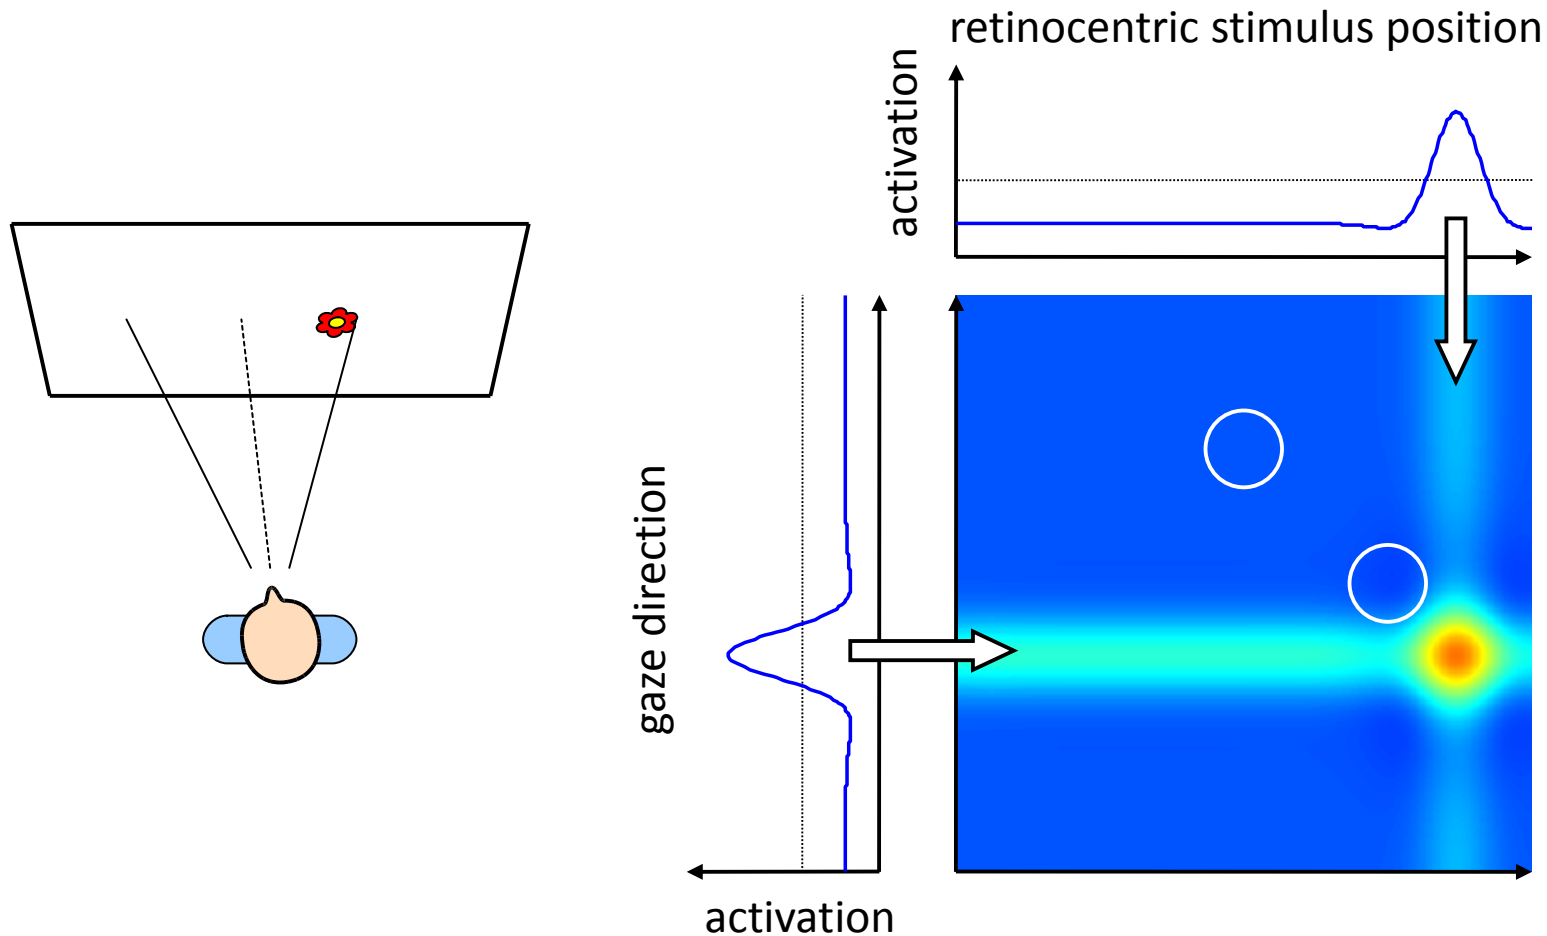 retinocentric stimulus position
activation
gaze direction
activation